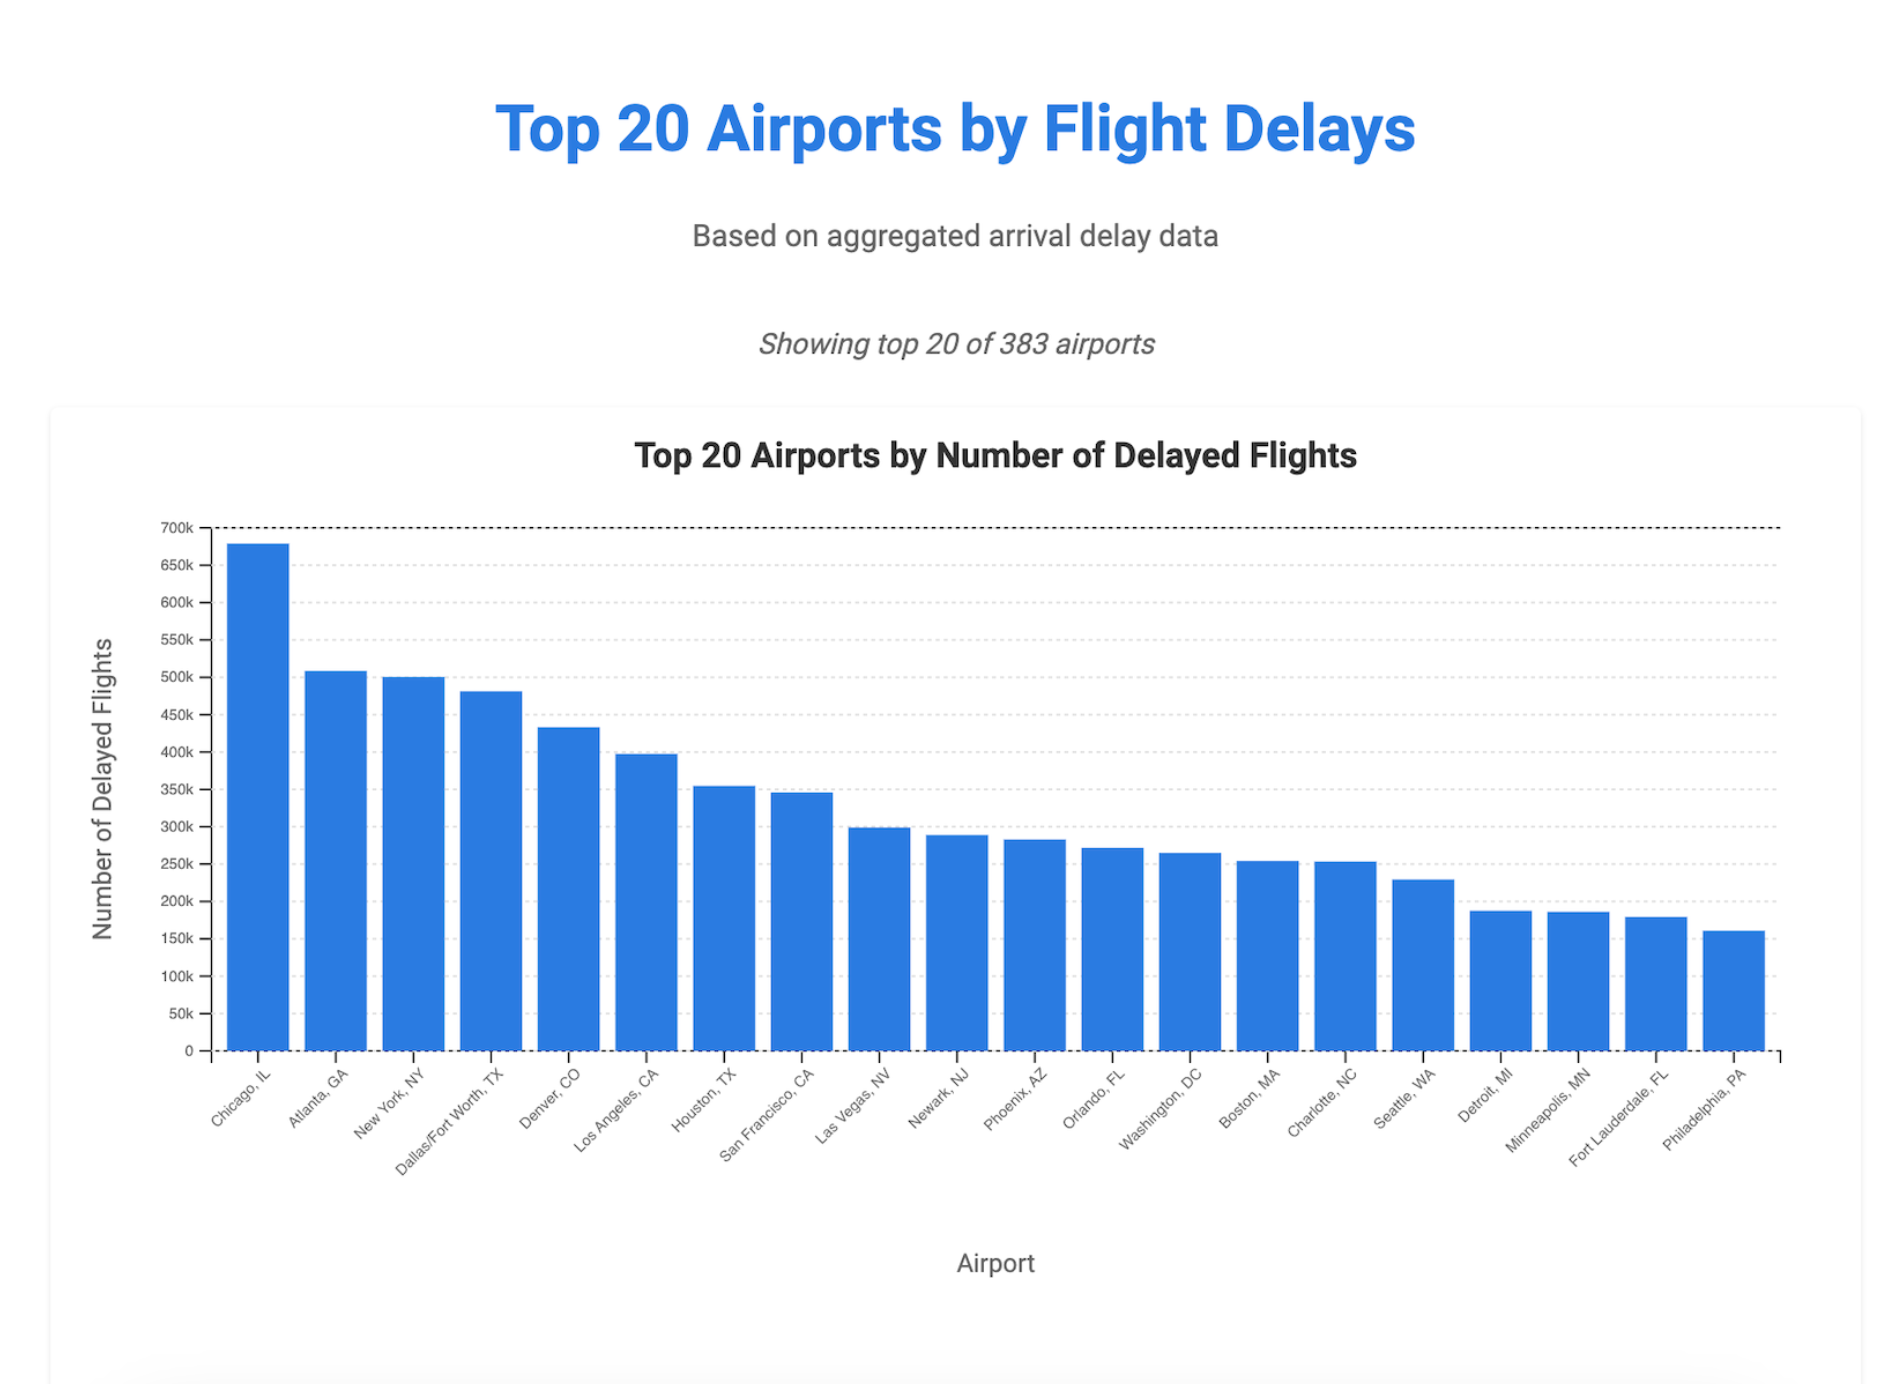 Top 20 Airports by Flight Delays
Based on aggregated arrival delay data
Showing top 20 of 383 airports
Top 20 Airports by Number of Delayed Flights
Number of Delayed Flights
700k
650k
600k
550k
500k
450k
400k
350k
300k
250k
200k
150k
100k
50k
0
Chicago, IL
Atlanta, GA
New York, NY
Dallas/Fort Worth, TX
Denver, CO
Los Angeles, CA
Houston, TX
San Francisco, CA
Las Vegas, NV
Newark, NJ
Phoenix, AZ
Orlando, FL
Washington, DC
Boston, MA
Charlotte, NC
Seattle, WA
Detroit, MI
Minneapolis, MN
Fort Lauderdale, FL
Philadelphia, PA
Airport